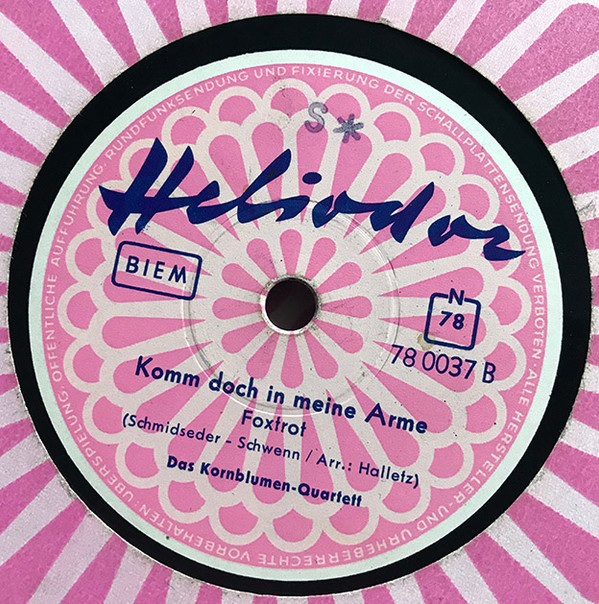 ALLE HERSTELLER- UND URHEBERRECHTE VORBEHALTEN: ÜBERSPIELUNG, ÖFFENTLICHE AUFFÜHRUNG, RUNDFUNKSENDUNG UND FIXIERUNG DER SCHALLPLATTENSENDUNG VERBOTEN ·
S*
Heliodor
BIEM
N
78
78 0037 B
Komm doch in meine Arme
Foxtrot
(Schmidseder - Schwenn / Arr.: Halletz)
Das Kornblumen-Quartett